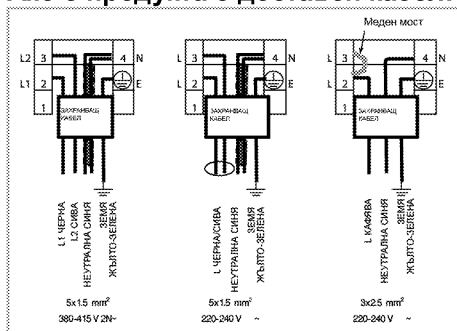 Меден мост
L2 3 4 N
L1 2 E
1
ЗАХРАНВАЩ
КАБЕЛ
L1 ЧЕРНА
L2 СИВА
НЕУТРАЛНА СИНЯ
ЗЕМЯ
ЖЪЛТО-ЗЕЛЕНА
5x1.5 mm²
380-415 V 2N~
L 3 4 N
L 2 E
1
ЗАХРАНВАЩ
КАБЕЛ
L ЧЕРНА/СИВА
НЕУТРАЛНА СИНЯ
ЗЕМЯ
ЖЪЛТО-ЗЕЛЕНА
5x1.5 mm²
220-240 V ~
L 3 4 N
L 2 E
1
ЗАХРАНВАЩ
КАБЕЛ
L КАФЯВА
НЕУТРАЛНА СИНЯ
ЗЕМЯ
ЖЪЛТО-ЗЕЛЕНА
3x2.5 mm²
220-240 V ~